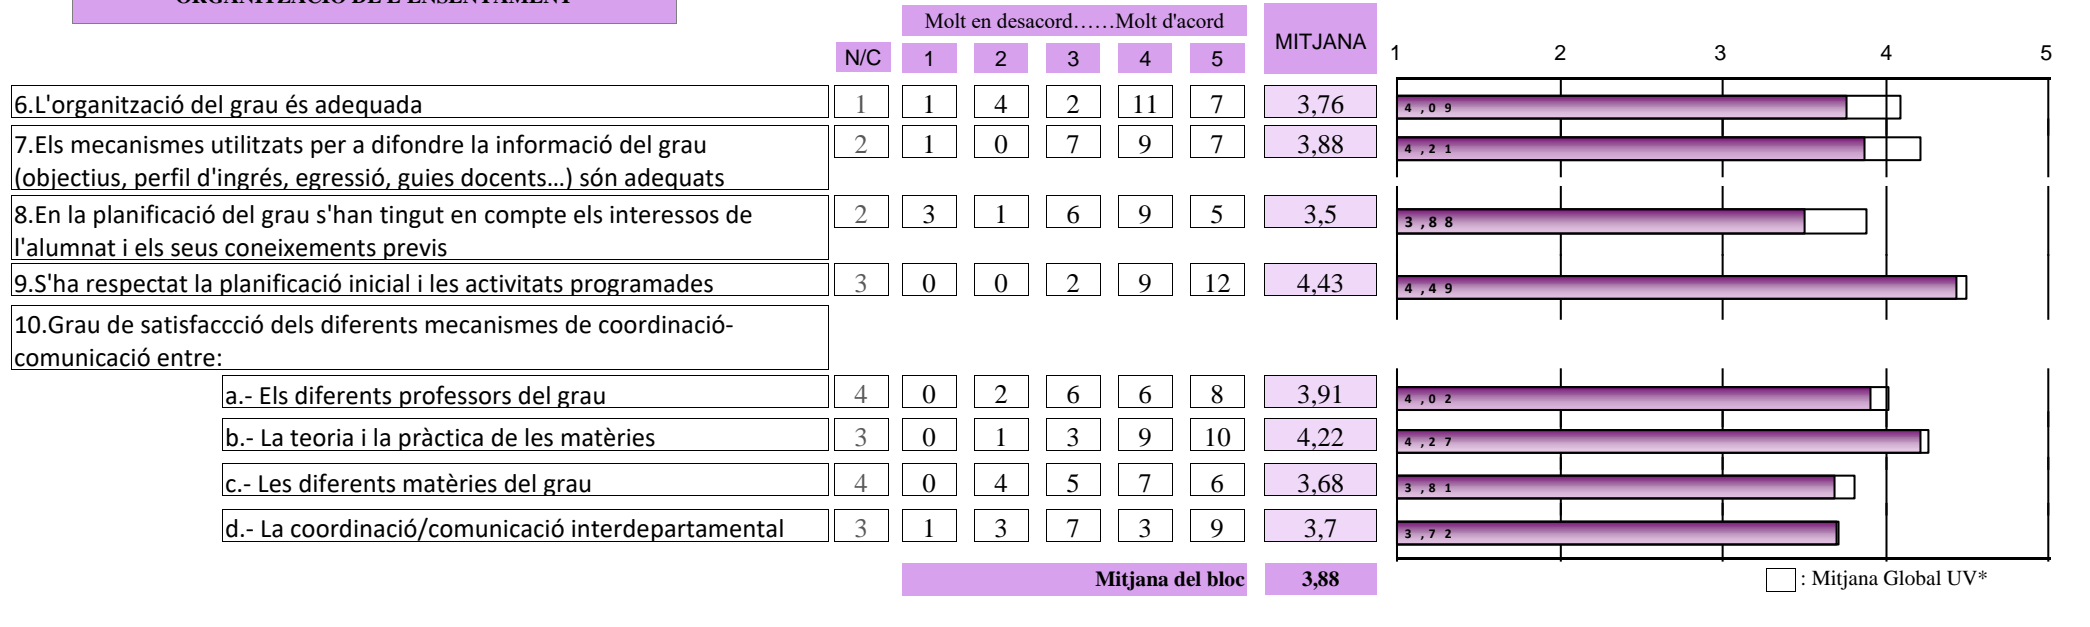 Molt en desacord……Molt d'acord
MITJANA
N/C 1 2 3 4 5
1 2 3 4 5
6.L'organització del grau és adequada 1 1 4 2 11 7 3,76 4,09
7.Els mecanismes utilitzats per a difondre la informació del grau 2 1 0 7 9 7 3,88 4,21
(objectius, perfil d'ingrés, egressió, guies docents…) són adequats
8.En la planificació del grau s'han tingut en compte els interessos de 2 3 1 6 9 5 3,5 3,88
l'alumnat i els seus coneixements previs
9.S'ha respectat la planificació inicial i les activitats programades 3 0 0 2 9 12 4,43 4,49
10.Grau de satisfaccció dels diferents mecanismes de coordinació-
comunicació entre:
a.- Els diferents professors del grau 4 0 2 6 6 8 3,91 4,02
b.- La teoria i la pràctica de les matèries 3 0 1 3 9 10 4,22 4,27
c.- Les diferents matèries del grau 4 0 4 5 7 6 3,68 3,81
d.- La coordinació/comunicació interdepartamental 3 1 3 7 3 9 3,7 3,72
Mitjana del bloc 3,88
: Mitjana Global UV*